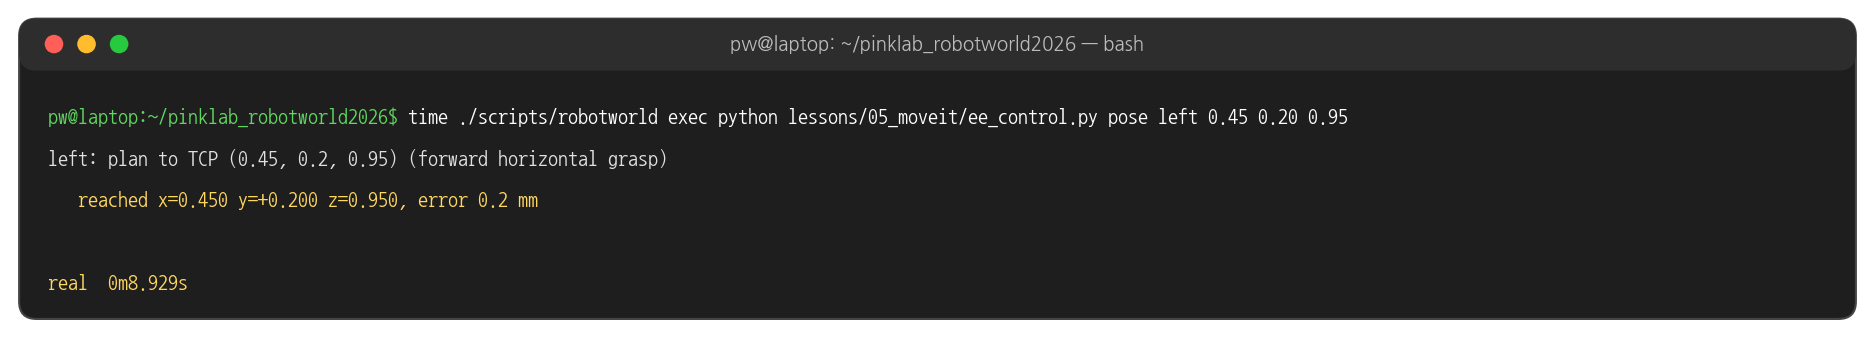 pw@laptop: ~/pinklab_robotworld2026 — bash
pw@laptop:~/pinklab_robotworld2026$ time ./scripts/robotworld exec python lessons/05_moveit/ee_control.py pose left 0.45 0.20 0.95
left: plan to TCP (0.45, 0.2, 0.95) (forward horizontal grasp)
reached x=0.450 y=+0.200 z=0.950, error 0.2 mm
real 0m8.929s